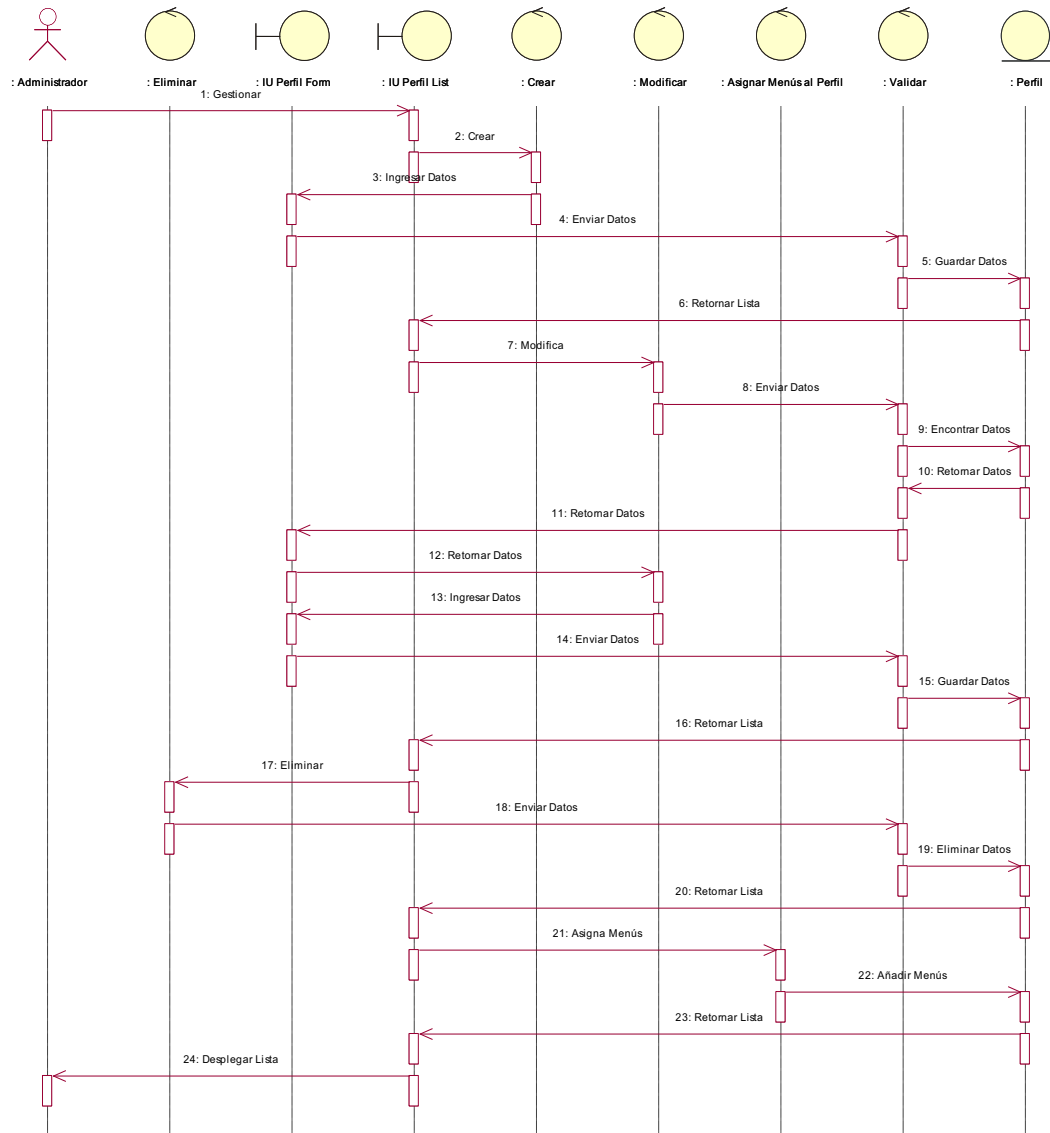 : Administrador
: Eliminar
: IU Perfil Form
: IU Perfil List
: Crear
: Modificar
: Asignar Menús al Perfil
: Validar
: Perfil
1: Gestionar
2: Crear
3: Ingresar Datos
4: Enviar Datos
5: Guardar Datos
6: Retornar Lista
7: Modifica
8: Enviar Datos
9: Encontrar Datos
10: Retornar Datos
11: Retornar Datos
12: Retornar Datos
13: Ingresar Datos
14: Enviar Datos
15: Guardar Datos
16: Retornar Lista
17: Eliminar
18: Enviar Datos
19: Eliminar Datos
20: Retornar Lista
21: Asigna Menús
22: Añadir Menús
23: Retornar Lista
24: Desplegar Lista